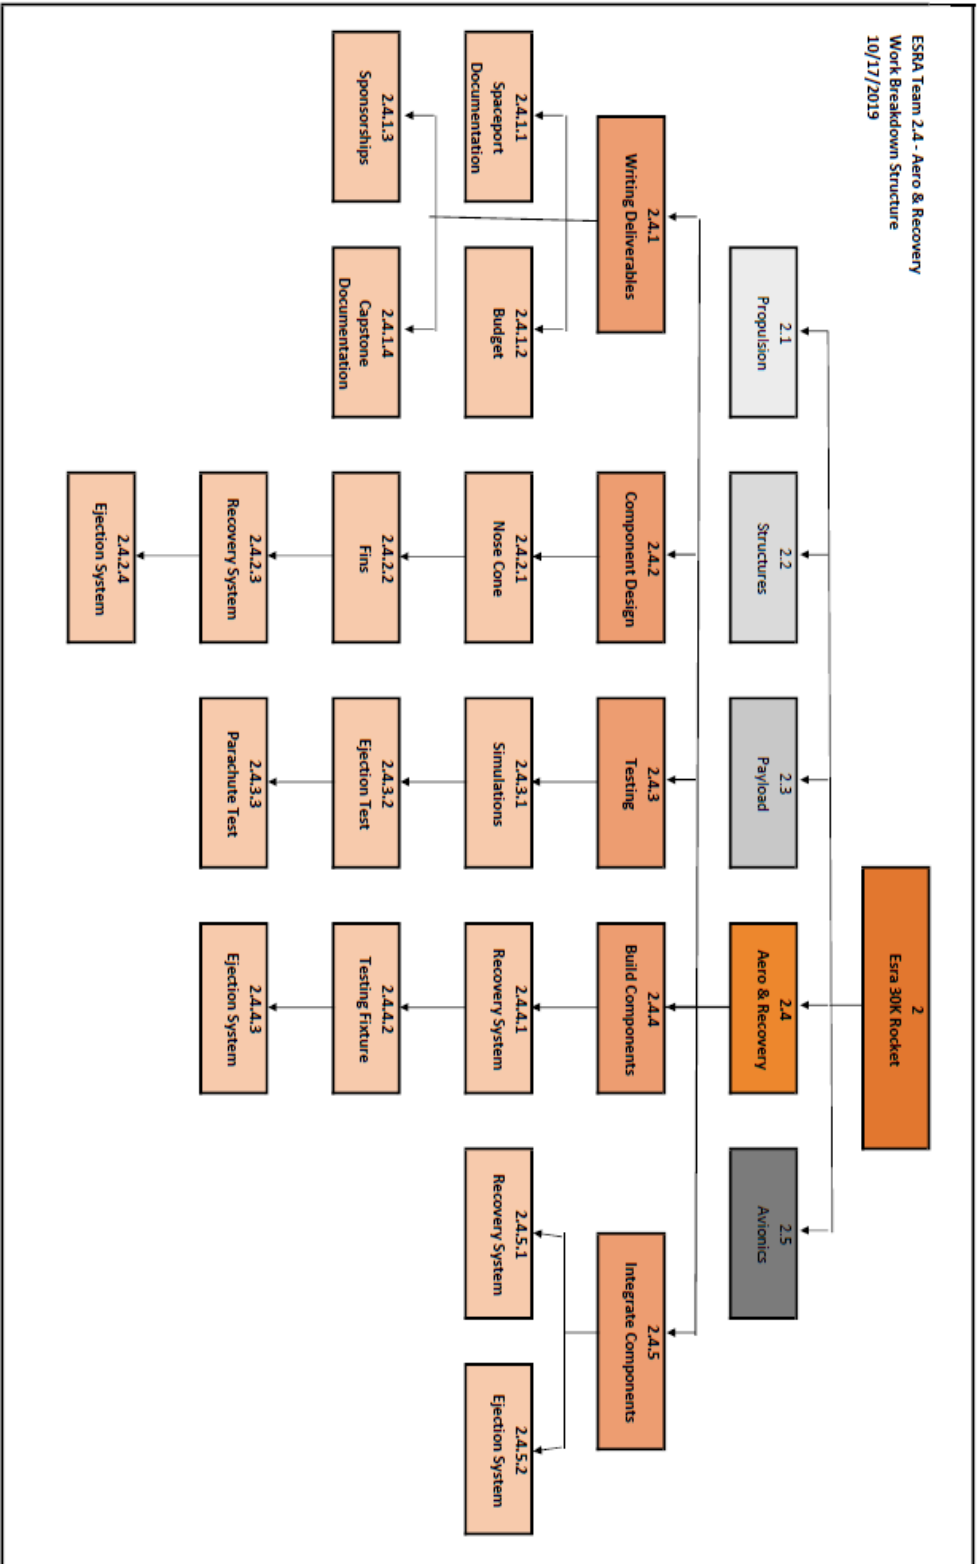 ESRA Team 2.4 - Aero & Recovery
Work Breakdown Structure
10/17/2019
2
Esra 30K Rocket
2.1
Propulsion
2.2
Structures
2.3
Payload
2.4
Aero & Recovery
2.5
Avionics
2.4.1
Writing Deliverables
2.4.2
Component Design
2.4.3
Testing
2.4.4
Build Components
2.4.5
Integrate Components
2.4.1.1
Spaceport
Documentation
2.4.1.2
Budget
2.4.2.1
Nose Cone
2.4.3.1
Simulations
2.4.4.1
Recovery System
2.4.5.1
Recovery System
2.4.5.2
Ejection System
2.4.1.3
Sponsorships
2.4.1.4
Capstone
Documentation
2.4.2.2
Fins
2.4.3.2
Ejection Test
2.4.4.2
Testing Fixture
2.4.2.3
Recovery System
2.4.3.3
Parachute Test
2.4.4.3
Ejection System
2.4.2.4
Ejection System